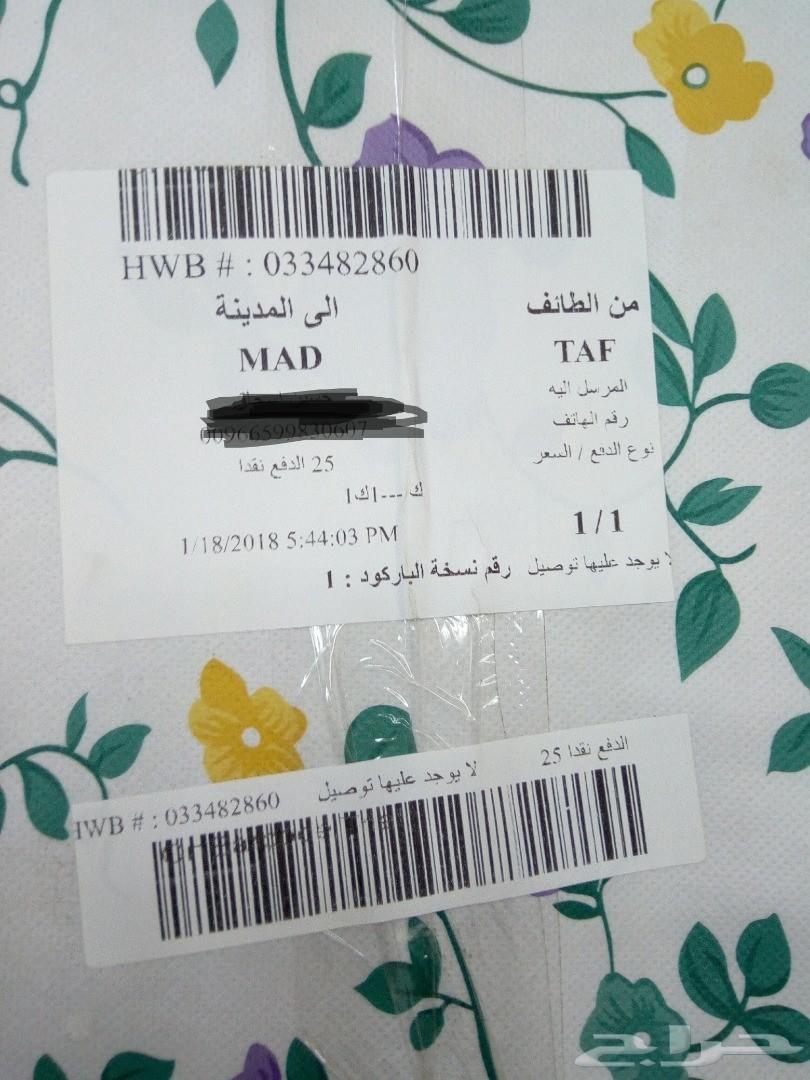 HWB # : 033482860
من الطائف الى المدينة
TAF MAD
المرسل اليه
رقم الهاتف
نوع الدفع / السعر 25 الدفع نقدا
ك ---اكا
1/1 1/18/2018 5:44:03 PM
لا يوجد عليها توصيل رقم نسخة الباركود : 1
الدفع نقدا 25 لا يوجد عليها توصيل HWB # : 033482860
حراج